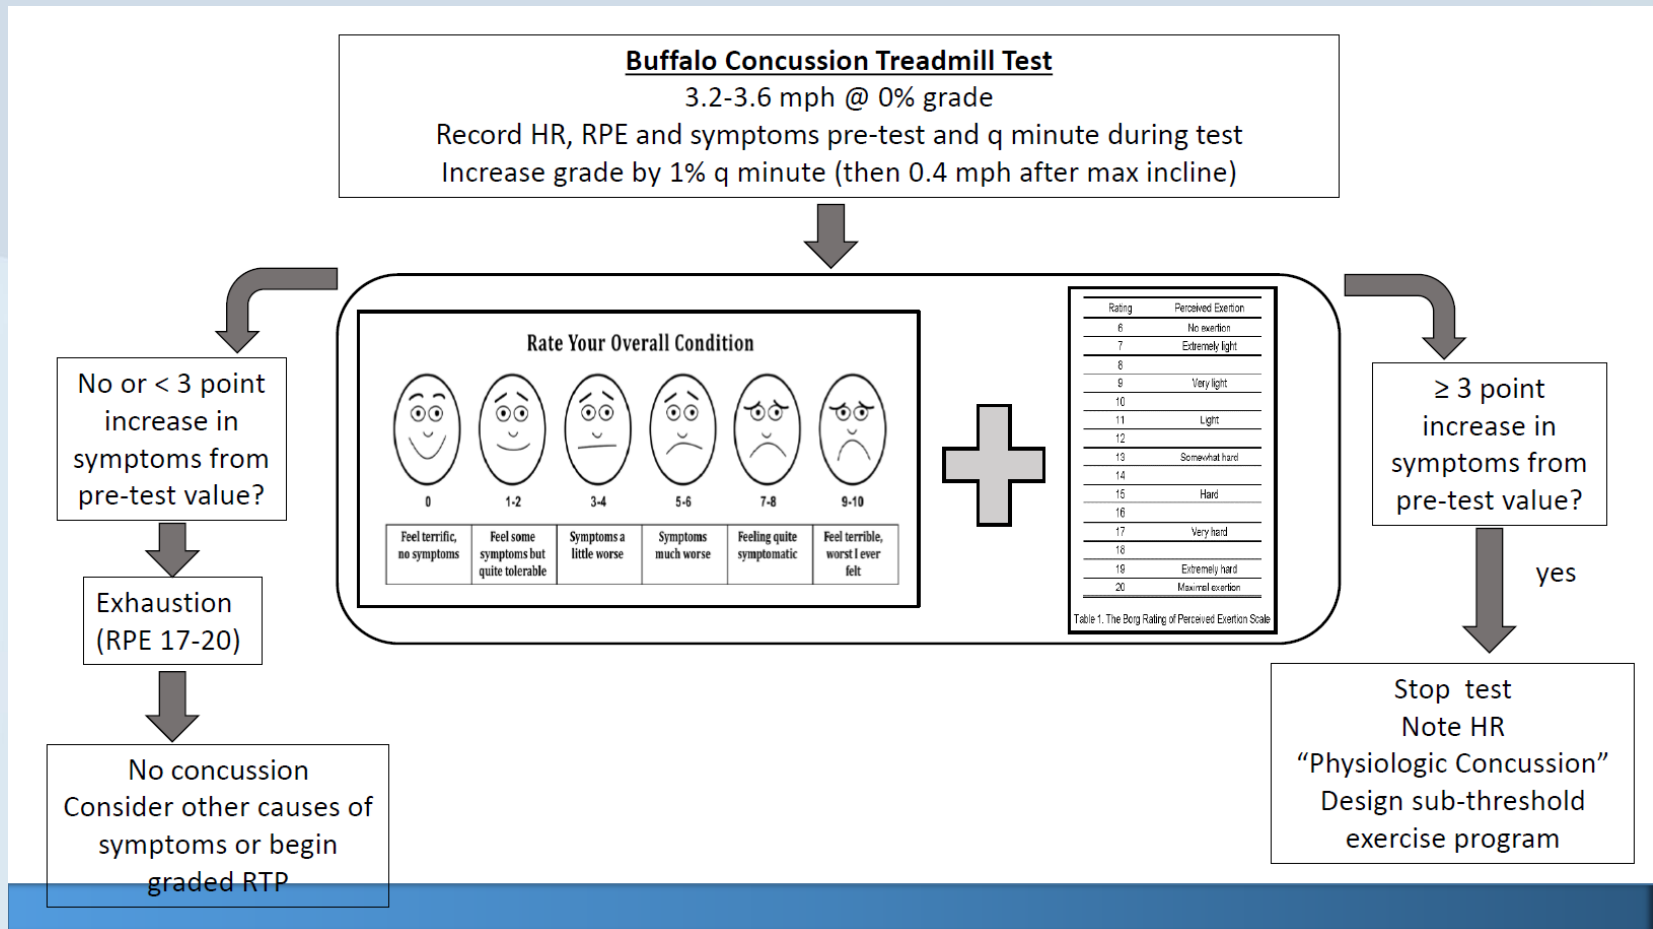 Buffalo Concussion Treadmill Test
3.2-3.6 mph @ 0% grade
Record HR, RPE and symptoms pre-test and q minute during test
Increase grade by 1% q minute (then 0.4 mph after max incline)
No or < 3 point
increase in
symptoms from
pre-test value?
Exhaustion
(RPE 17-20)
No concussion
Consider other causes of
symptoms or begin
graded RTP
Rate Your Overall Condition
0 1-2 3-4 5-6 7-8 9-10
Feel terrific,
no symptoms
Feel some
symptoms but
quite tolerable
Symptoms a
little worse
Symptoms
much worse
Feeling quite
symptomatic
Feel terrible,
worst I ever
felt
Rating Perceived Exertion
6 No exertion
7 Extremely light
8
9 Very light
10
11 Light
12
13 Somewhat hard
14
15 Hard
16
17 Very hard
18
19 Extremely hard
20 Maximal exertion
Table 1. The Borg Rating of Perceived Exertion Scale
≥ 3 point
increase in
symptoms from
pre-test value?
yes
Stop test
Note HR
“Physiologic Concussion”
Design sub-threshold
exercise program